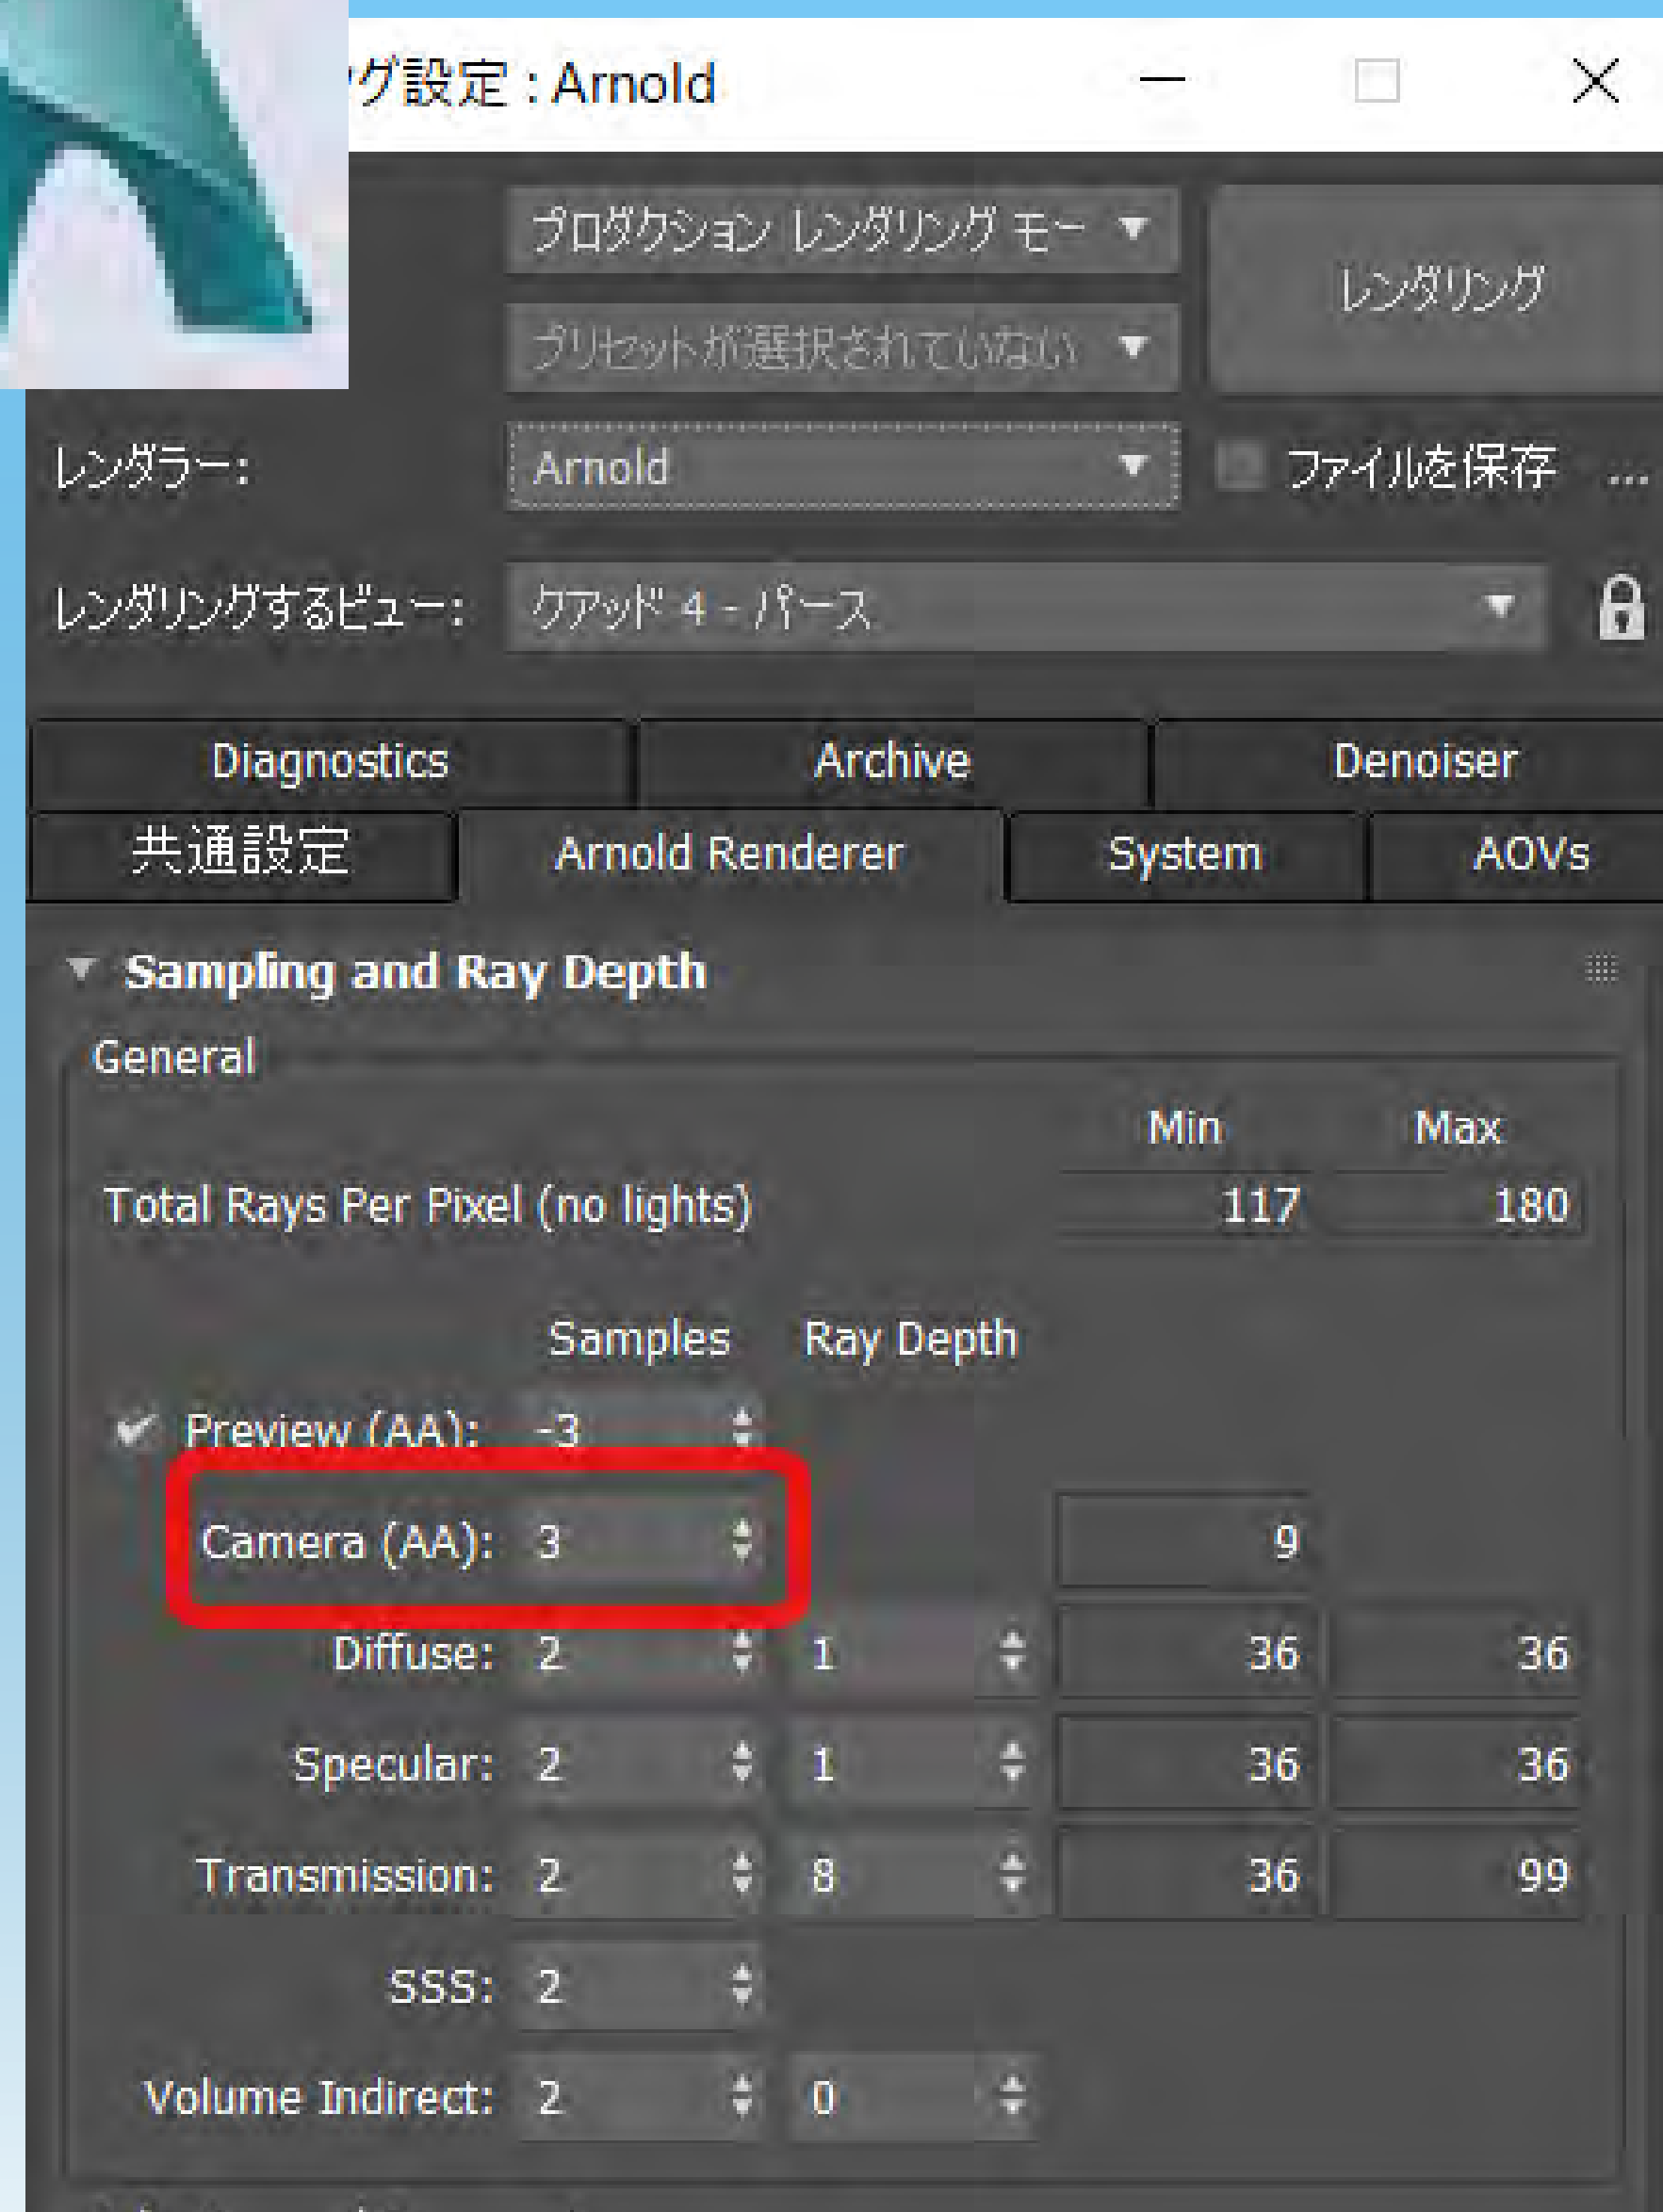 グ設定 : Arnold
プロダクション レンダリング モー
レンダリング
プリセットが選択されていない
レンダラー: Arnold ファイルを保存 ...
レンダリングするビュー: クアッド 4 - パース
Diagnostics Archive Denoiser
共通設定 Arnold Renderer System AOVs
Sampling and Ray Depth
General
Min Max
Total Rays Per Pixel (no lights) 117 180
Samples Ray Depth
Preview (AA): -3
Camera (AA): 3 9
Diffuse: 2 1 36 36
Specular: 2 1 36 36
Transmission: 2 8 36 99
SSS: 2
Volume Indirect: 2 0